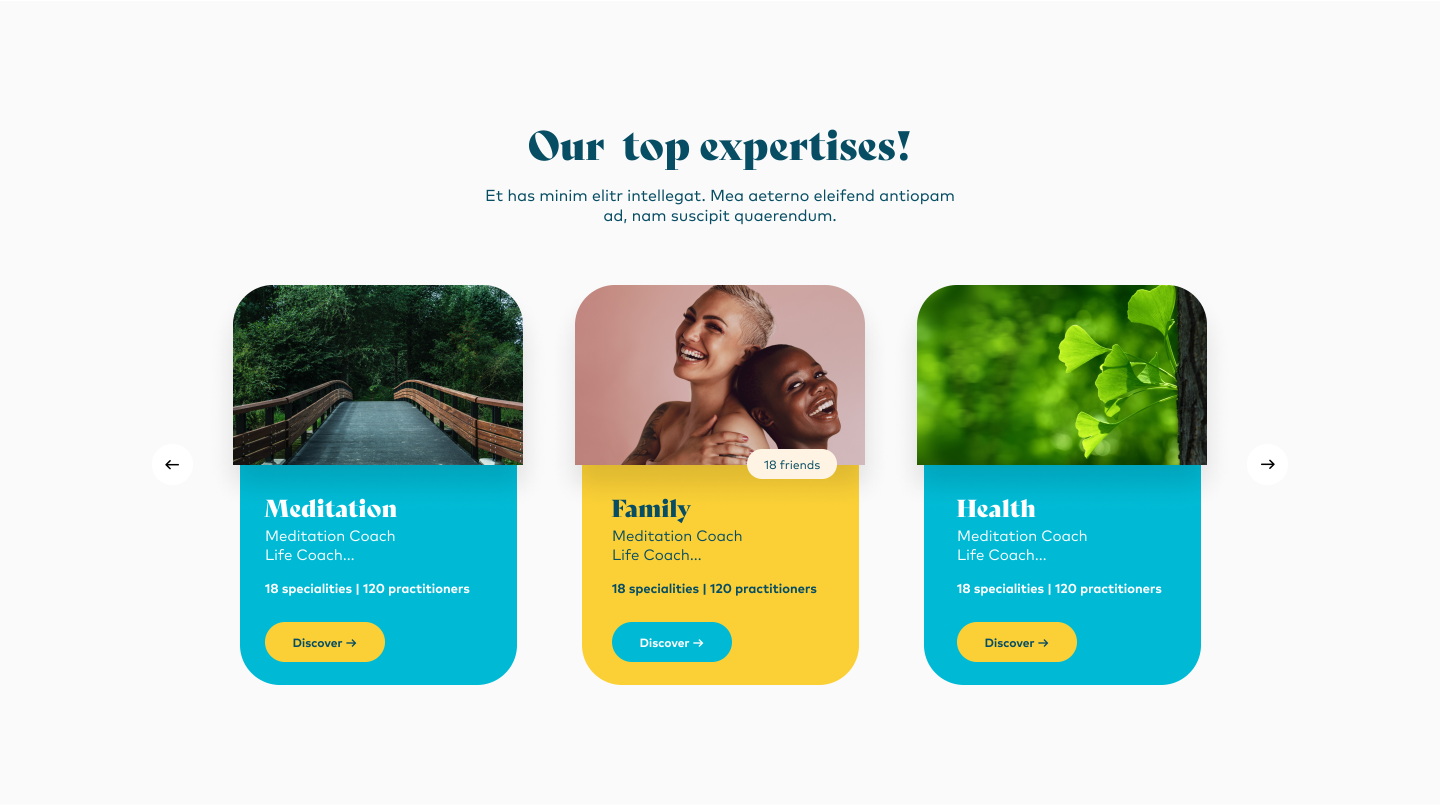 Our top expertises!
Et has minim elitr intellegat. Mea aeterno eleifend antiopam
ad, nam suscipit quaerendum.
←
→
Meditation
Meditation Coach
Life Coach...
18 specialities | 120 practitioners
Discover →
18 friends
Family
Meditation Coach
Life Coach...
18 specialities | 120 practitioners
Discover →
Health
Meditation Coach
Life Coach...
18 specialities | 120 practitioners
Discover →